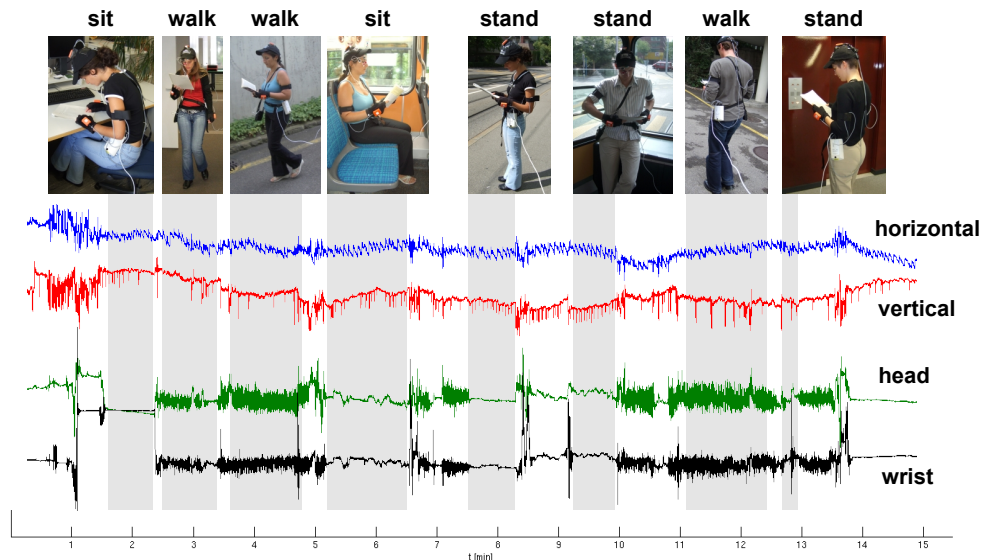 sit walk walk sit stand stand walk stand
horizontal
vertical
head
wrist
1 2 3 4 5 6 7 8 9 10 11 12 13 14 15
t [min]